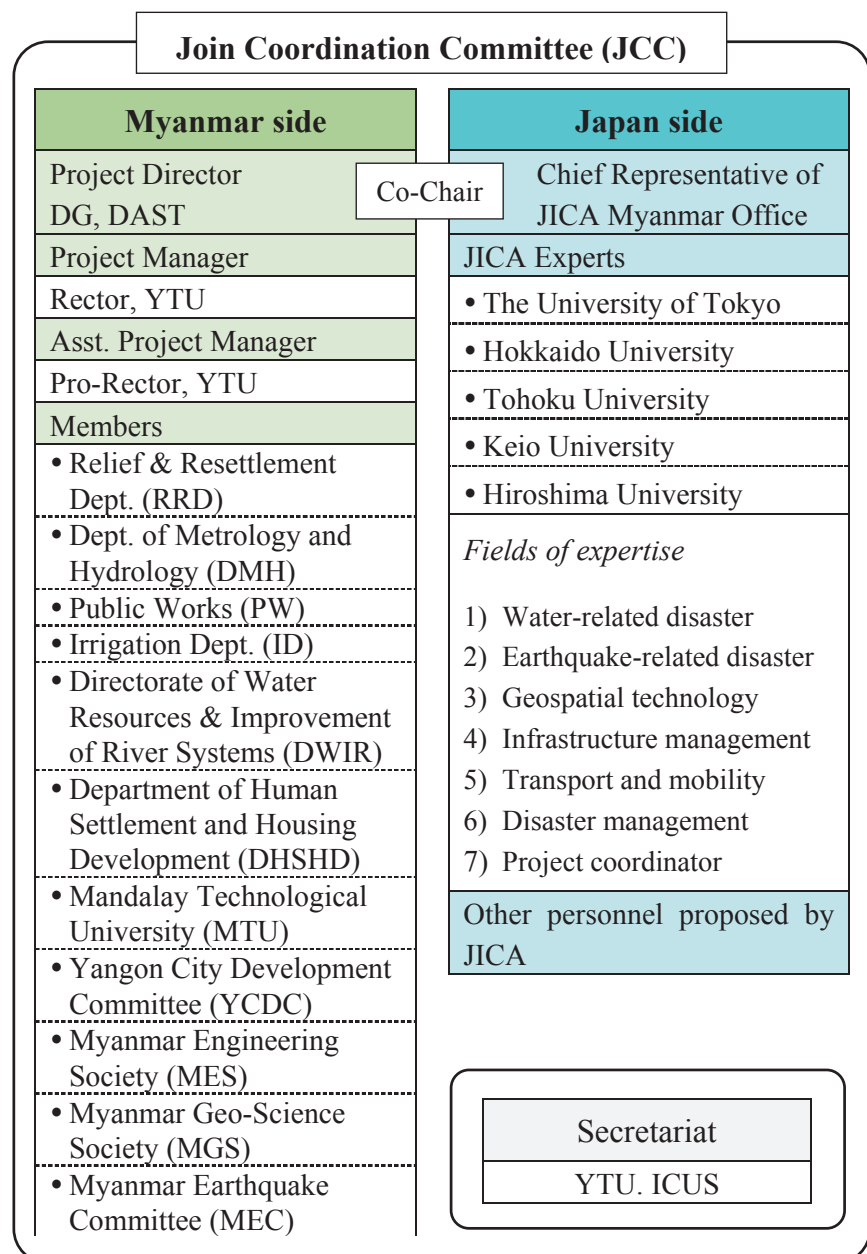 Join Coordination Committee (JCC)
Myanmar side
Project Director
DG, DAST
Project Manager
Rector, YTU
Asst. Project Manager
Pro-Rector, YTU
Members
• Relief & Resettlement
Dept. (RRD)
• Dept. of Metrology and
Hydrology (DMH)
• Public Works (PW)
• Irrigation Dept. (ID)
• Directorate of Water
Resources & Improvement
of River Systems (DWIR)
• Department of Human
Settlement and Housing
Development (DHSHD)
• Mandalay Technological
University (MTU)
• Yangon City Development
Committee (YCDC)
• Myanmar Engineering
Society (MES)
• Myanmar Geo-Science
Society (MGS)
• Myanmar Earthquake
Committee (MEC)
Co-Chair
Japan side
Chief Representative of
JICA Myanmar Office
JICA Experts
• The University of Tokyo
• Hokkaido University
• Tohoku University
• Keio University
• Hiroshima University
Fields of expertise
1) Water-related disaster
2) Earthquake-related disaster
3) Geospatial technology
4) Infrastructure management
5) Transport and mobility
6) Disaster management
7) Project coordinator
Other personnel proposed by
JICA
Secretariat
YTU. ICUS